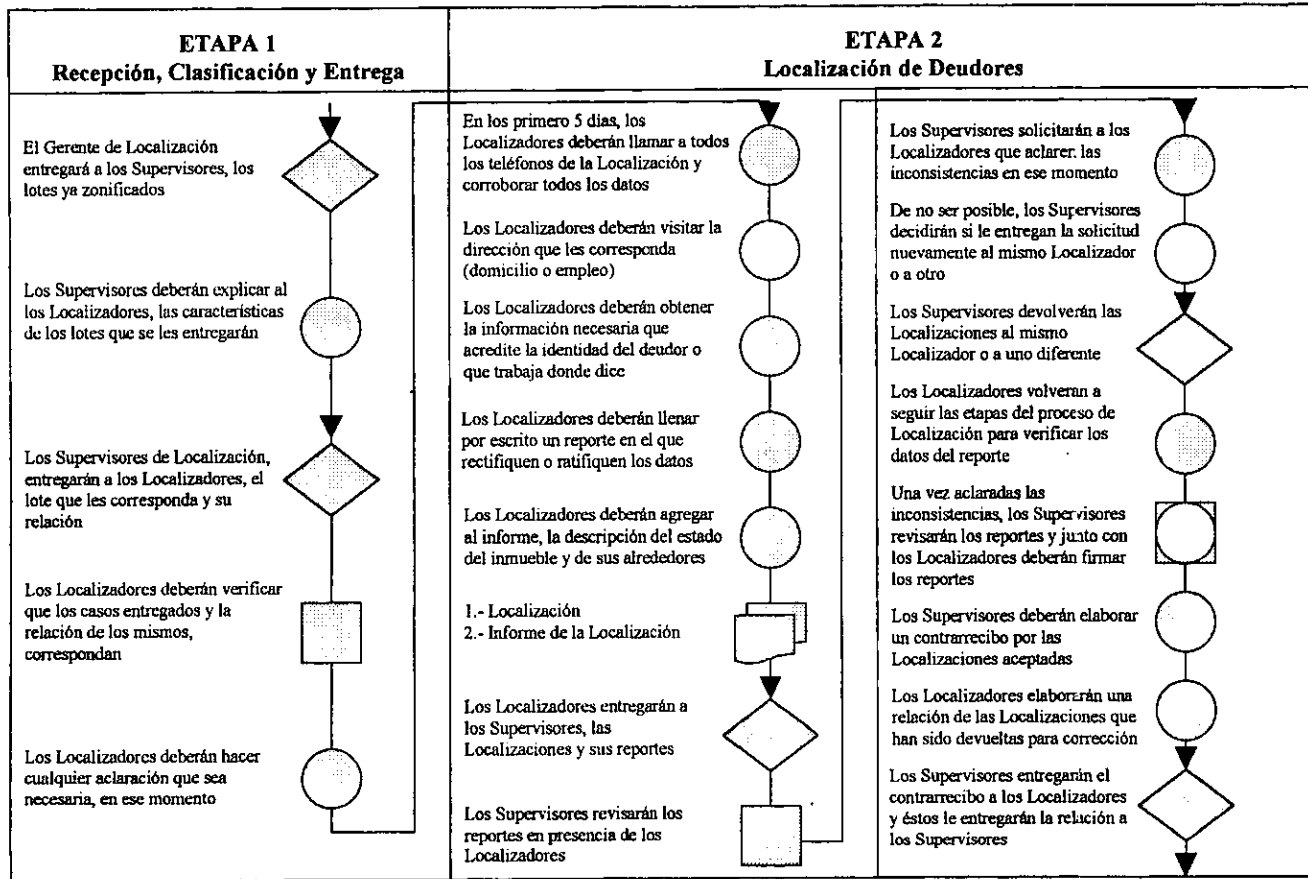 ETAPA 1
Recepción, Clasificación y Entrega
El Gerente de Localización
entregará a los Supervisores, los
lotes ya zonificados
Los Supervisores deberán explicar al
los Localizadores, las características
de los lotes que se les entregarán
Los Supervisores de Localización,
entregarán a los Localizadores, el
lote que les corresponda y su
relación
Los Localizadores deberán verificar
que los casos entregados y la
relación de los mismos,
correspondan
Los Localizadores deberán hacer
cualquier aclaración que sea
necesaria, en ese momento
ETAPA 2
Localización de Deudores
En los primero 5 dias, los
Localizadores deberán llamar a todos
los teléfonos de la Localización y
corroborar todos los datos
Los Localizadores deberán visitar la
dirección que les corresponda
(domicilio o empleo)
Los Localizadores deberán obtener
la información necesaria que
acredite la identidad del deudor o
que trabaja donde dice
Los Localizadores deberán llenar
por escrito un reporte en el que
rectifiquen o ratifiquen los datos
Los Localizadores deberán agregar
al informe, la descripción del estado
del inmueble y de sus alrededores
1.- Localización
2.- Informe de la Localización
Los Localizadores entregarán a
los Supervisores, las
Localizaciones y sus reportes
Los Supervisores revisarán los
reportes en presencia de los
Localizadores
Los Supervisores solicitarán a los
Localizadores que aclaren las
inconsistencias en ese momento
De no ser posible, los Supervisores
decidirán si le entregan la solicitud
nuevamente al mismo Localizador
o a otro
Los Supervisores devolverán las
Localizaciones al mismo
Localizador o a uno diferente
Los Localizadores volveran a
seguir las etapas del proceso de
Localización para verificar los
datos del reporte
Una vez aclaradas las
inconsistencias, los Supervisores
revisarán los reportes y junto con
los Localizadores deberán firmar
los reportes
Los Supervisores deberán elaborar
un contrarrecibo por las
Localizaciones aceptadas
Los Localizadores elaborarán una
relación de las Localizaciones que
han sido devueltas para corrección
Los Supervisores entregarán el
contrarrecibo a los Localizadores
y éstos le entregarán la relación a
los Supervisores